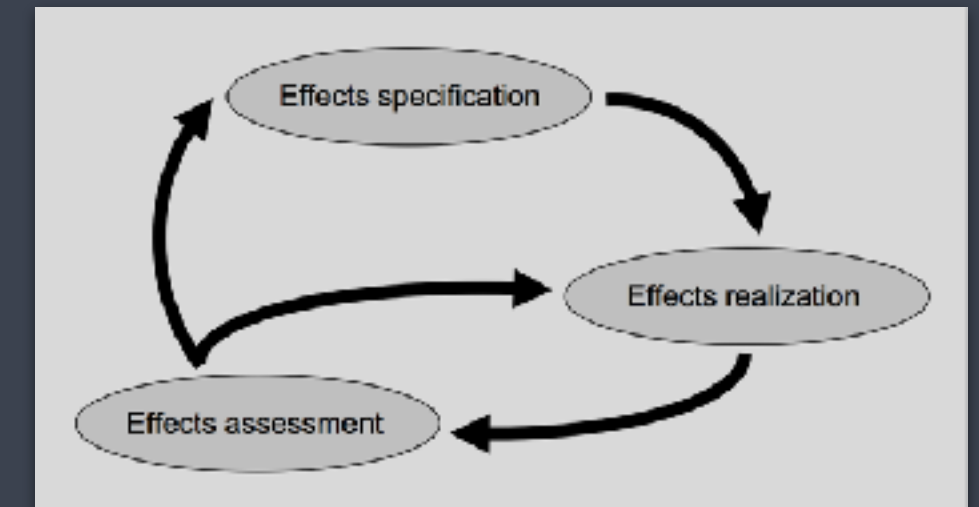 Effects specification
Effects realization
Effects assessment